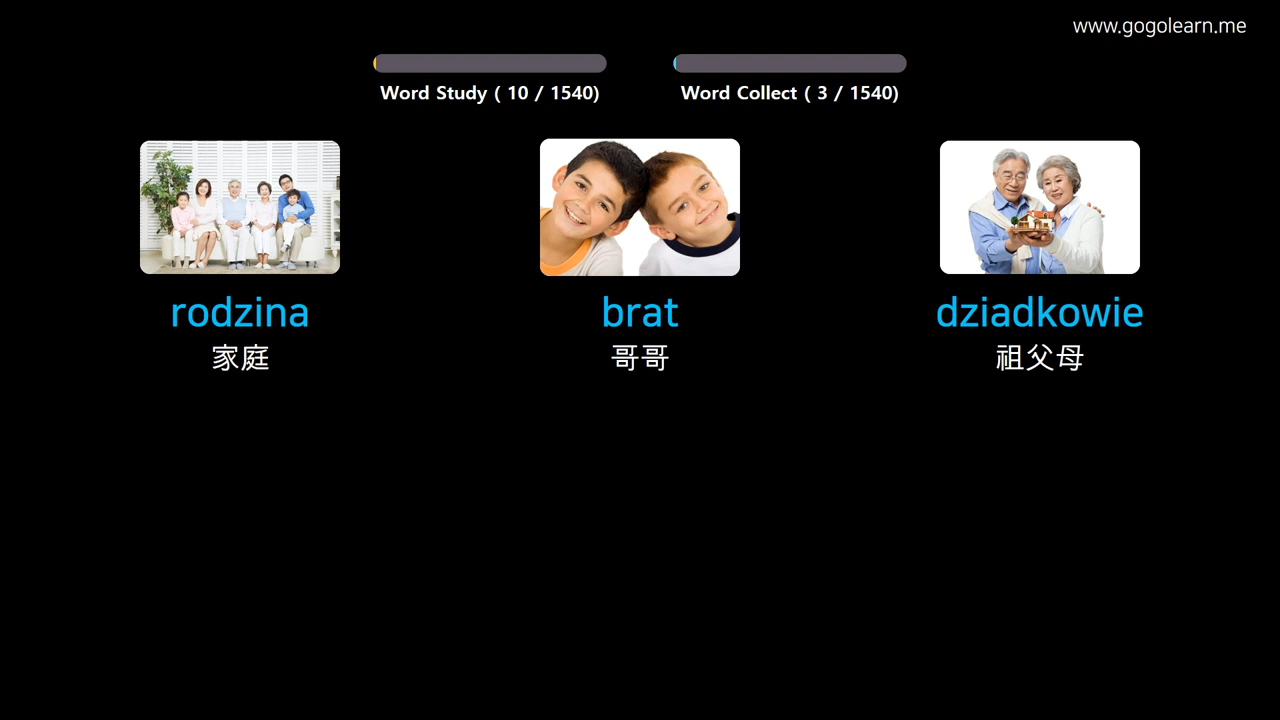 www.gogolearn.me
Word Study ( 10 / 1540)
Word Collect ( 3 / 1540)
rodzina
家庭
brat
哥哥
dziadkowie
祖父母